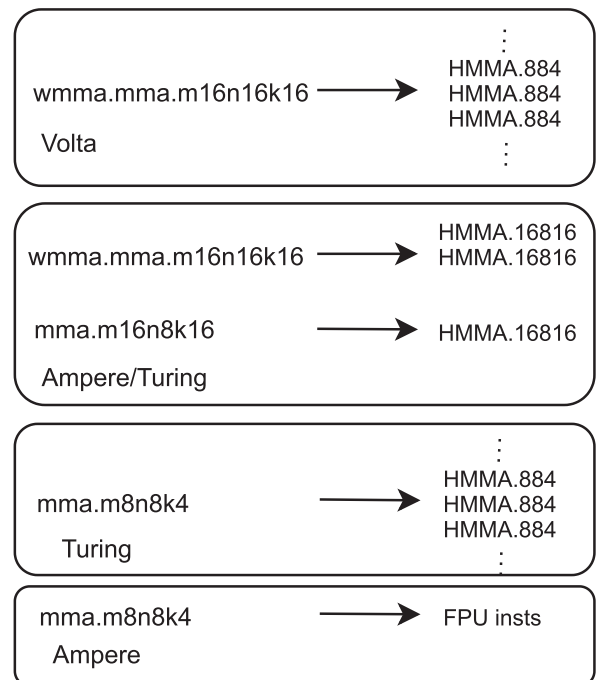 ⋮
HMMA.884
wmma.mma.m16n16k16 HMMA.884
HMMA.884
Volta
⋮
HMMA.16816
wmma.mma.m16n16k16 HMMA.16816
mma.m16n8k16 HMMA.16816
Ampere/Turing
⋮
HMMA.884
mma.m8n8k4 HMMA.884
HMMA.884
Turing
⋮
mma.m8n8k4 FPU insts
Ampere